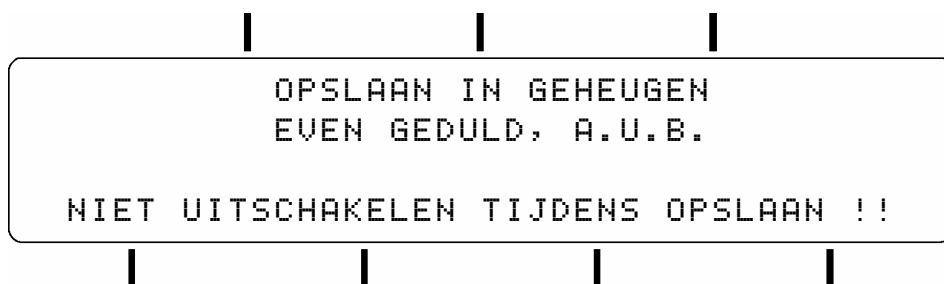 OPSLAAN IN GEHEUGEN
EVEN GEDULD, A.U.B.
NIET UITSCHAKELEN TIJDENS OPSLAAN !!